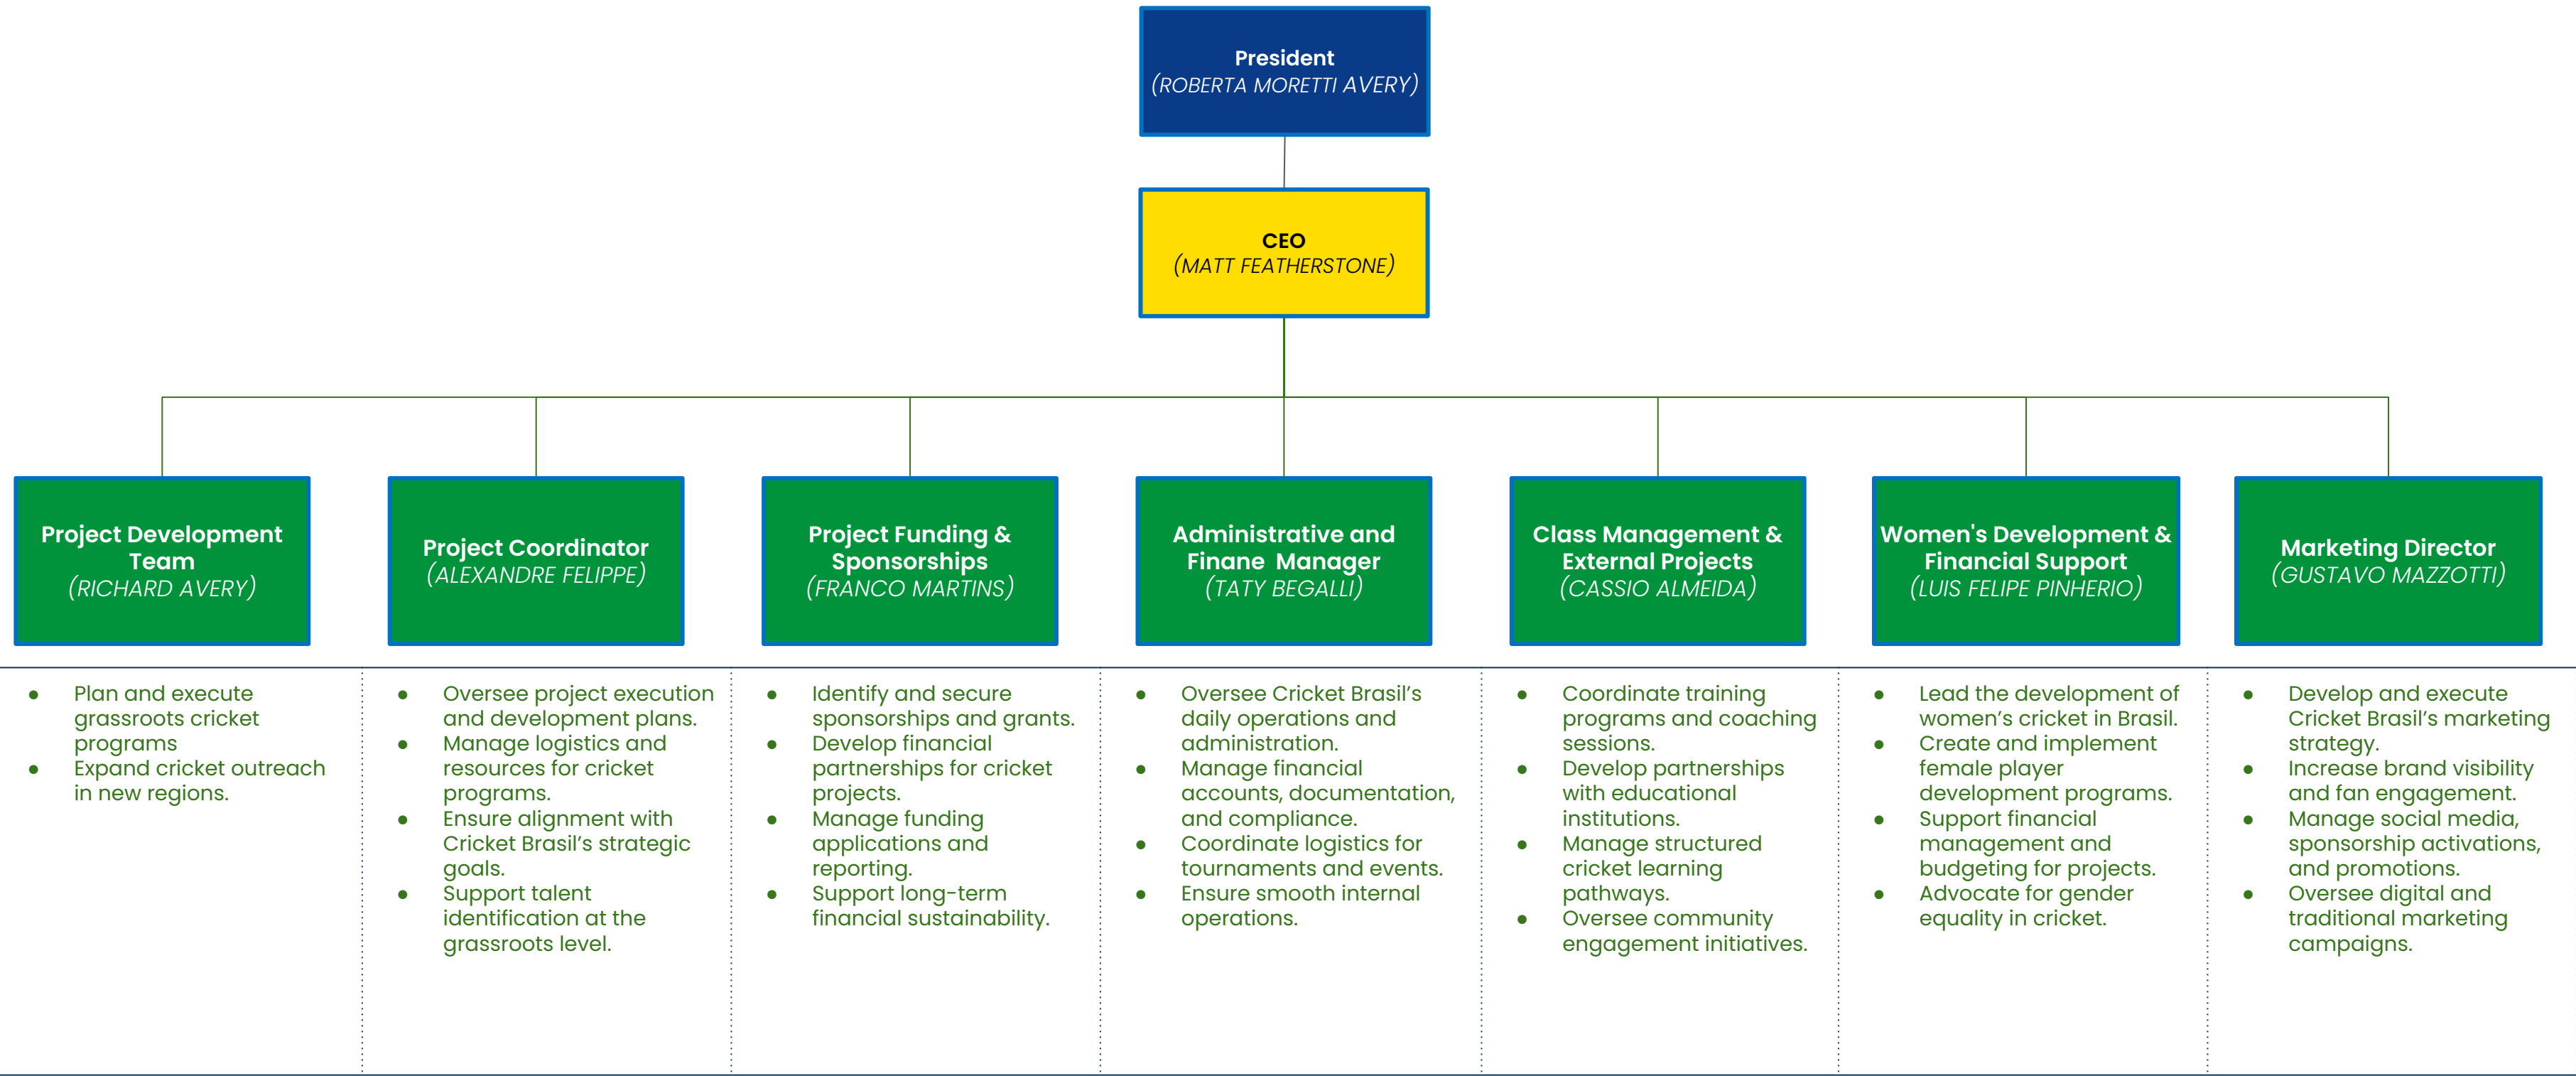 President
(ROBERTA MORETTI AVERY)
CEO
(MATT FEATHERSTONE)
Project Development
Team
(RICHARD AVERY)
Project Coordinator
(ALEXANDRE FELIPPE)
Project Funding &
Sponsorships
(FRANCO MARTINS)
Administrative and
Finane  Manager
(TATY BEGALLI)
Class Management &
External Projects
(CASSIO ALMEIDA)
Women's Development &
Financial Support
(LUIS FELIPE PINHERIO)
Marketing Director
(GUSTAVO MAZZOTTI)
● Plan and execute
grassroots cricket
programs
● Expand cricket outreach
in new regions.
● Oversee project execution
and development plans.
● Manage logistics and
resources for cricket
programs.
● Ensure alignment with
Cricket Brasil’s strategic
goals.
● Support talent
identification at the
grassroots level.
● Identify and secure
sponsorships and grants.
● Develop financial
partnerships for cricket
projects.
● Manage funding
applications and
reporting.
● Support long-term
financial sustainability.
● Oversee Cricket Brasil’s
daily operations and
administration.
● Manage financial
accounts, documentation,
and compliance.
● Coordinate logistics for
tournaments and events.
● Ensure smooth internal
operations.
● Coordinate training
programs and coaching
sessions.
● Develop partnerships
with educational
institutions.
● Manage structured
cricket learning
pathways.
● Oversee community
engagement initiatives.
● Lead the development of
women’s cricket in Brasil.
● Create and implement
female player
development programs.
● Support financial
management and
budgeting for projects.
● Advocate for gender
equality in cricket.
● Develop and execute
Cricket Brasil’s marketing
strategy.
● Increase brand visibility
and fan engagement.
● Manage social media,
sponsorship activations,
and promotions.
● Oversee digital and
traditional marketing
campaigns.